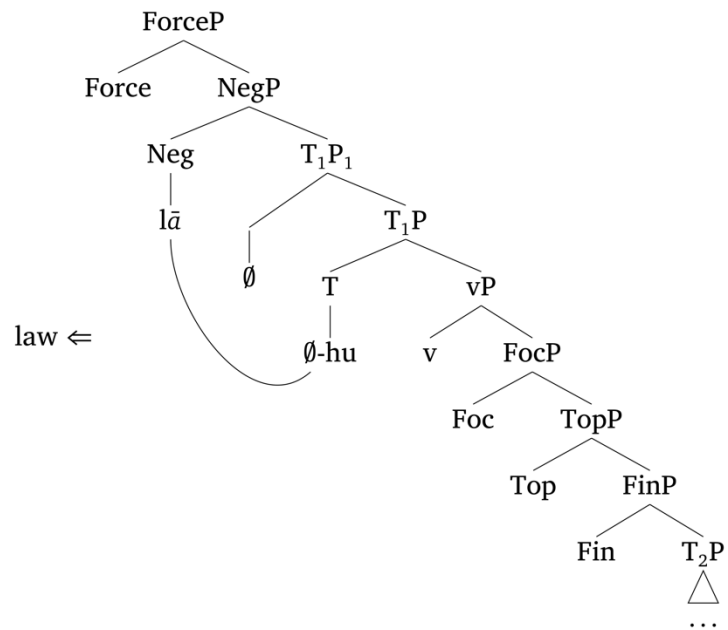 ForceP
Force NegP
Neg T₁P₁
lā T₁P
∅ T vP
law ⇐ ∅-hu v FocP
Foc TopP
Top FinP
Fin T₂P
...